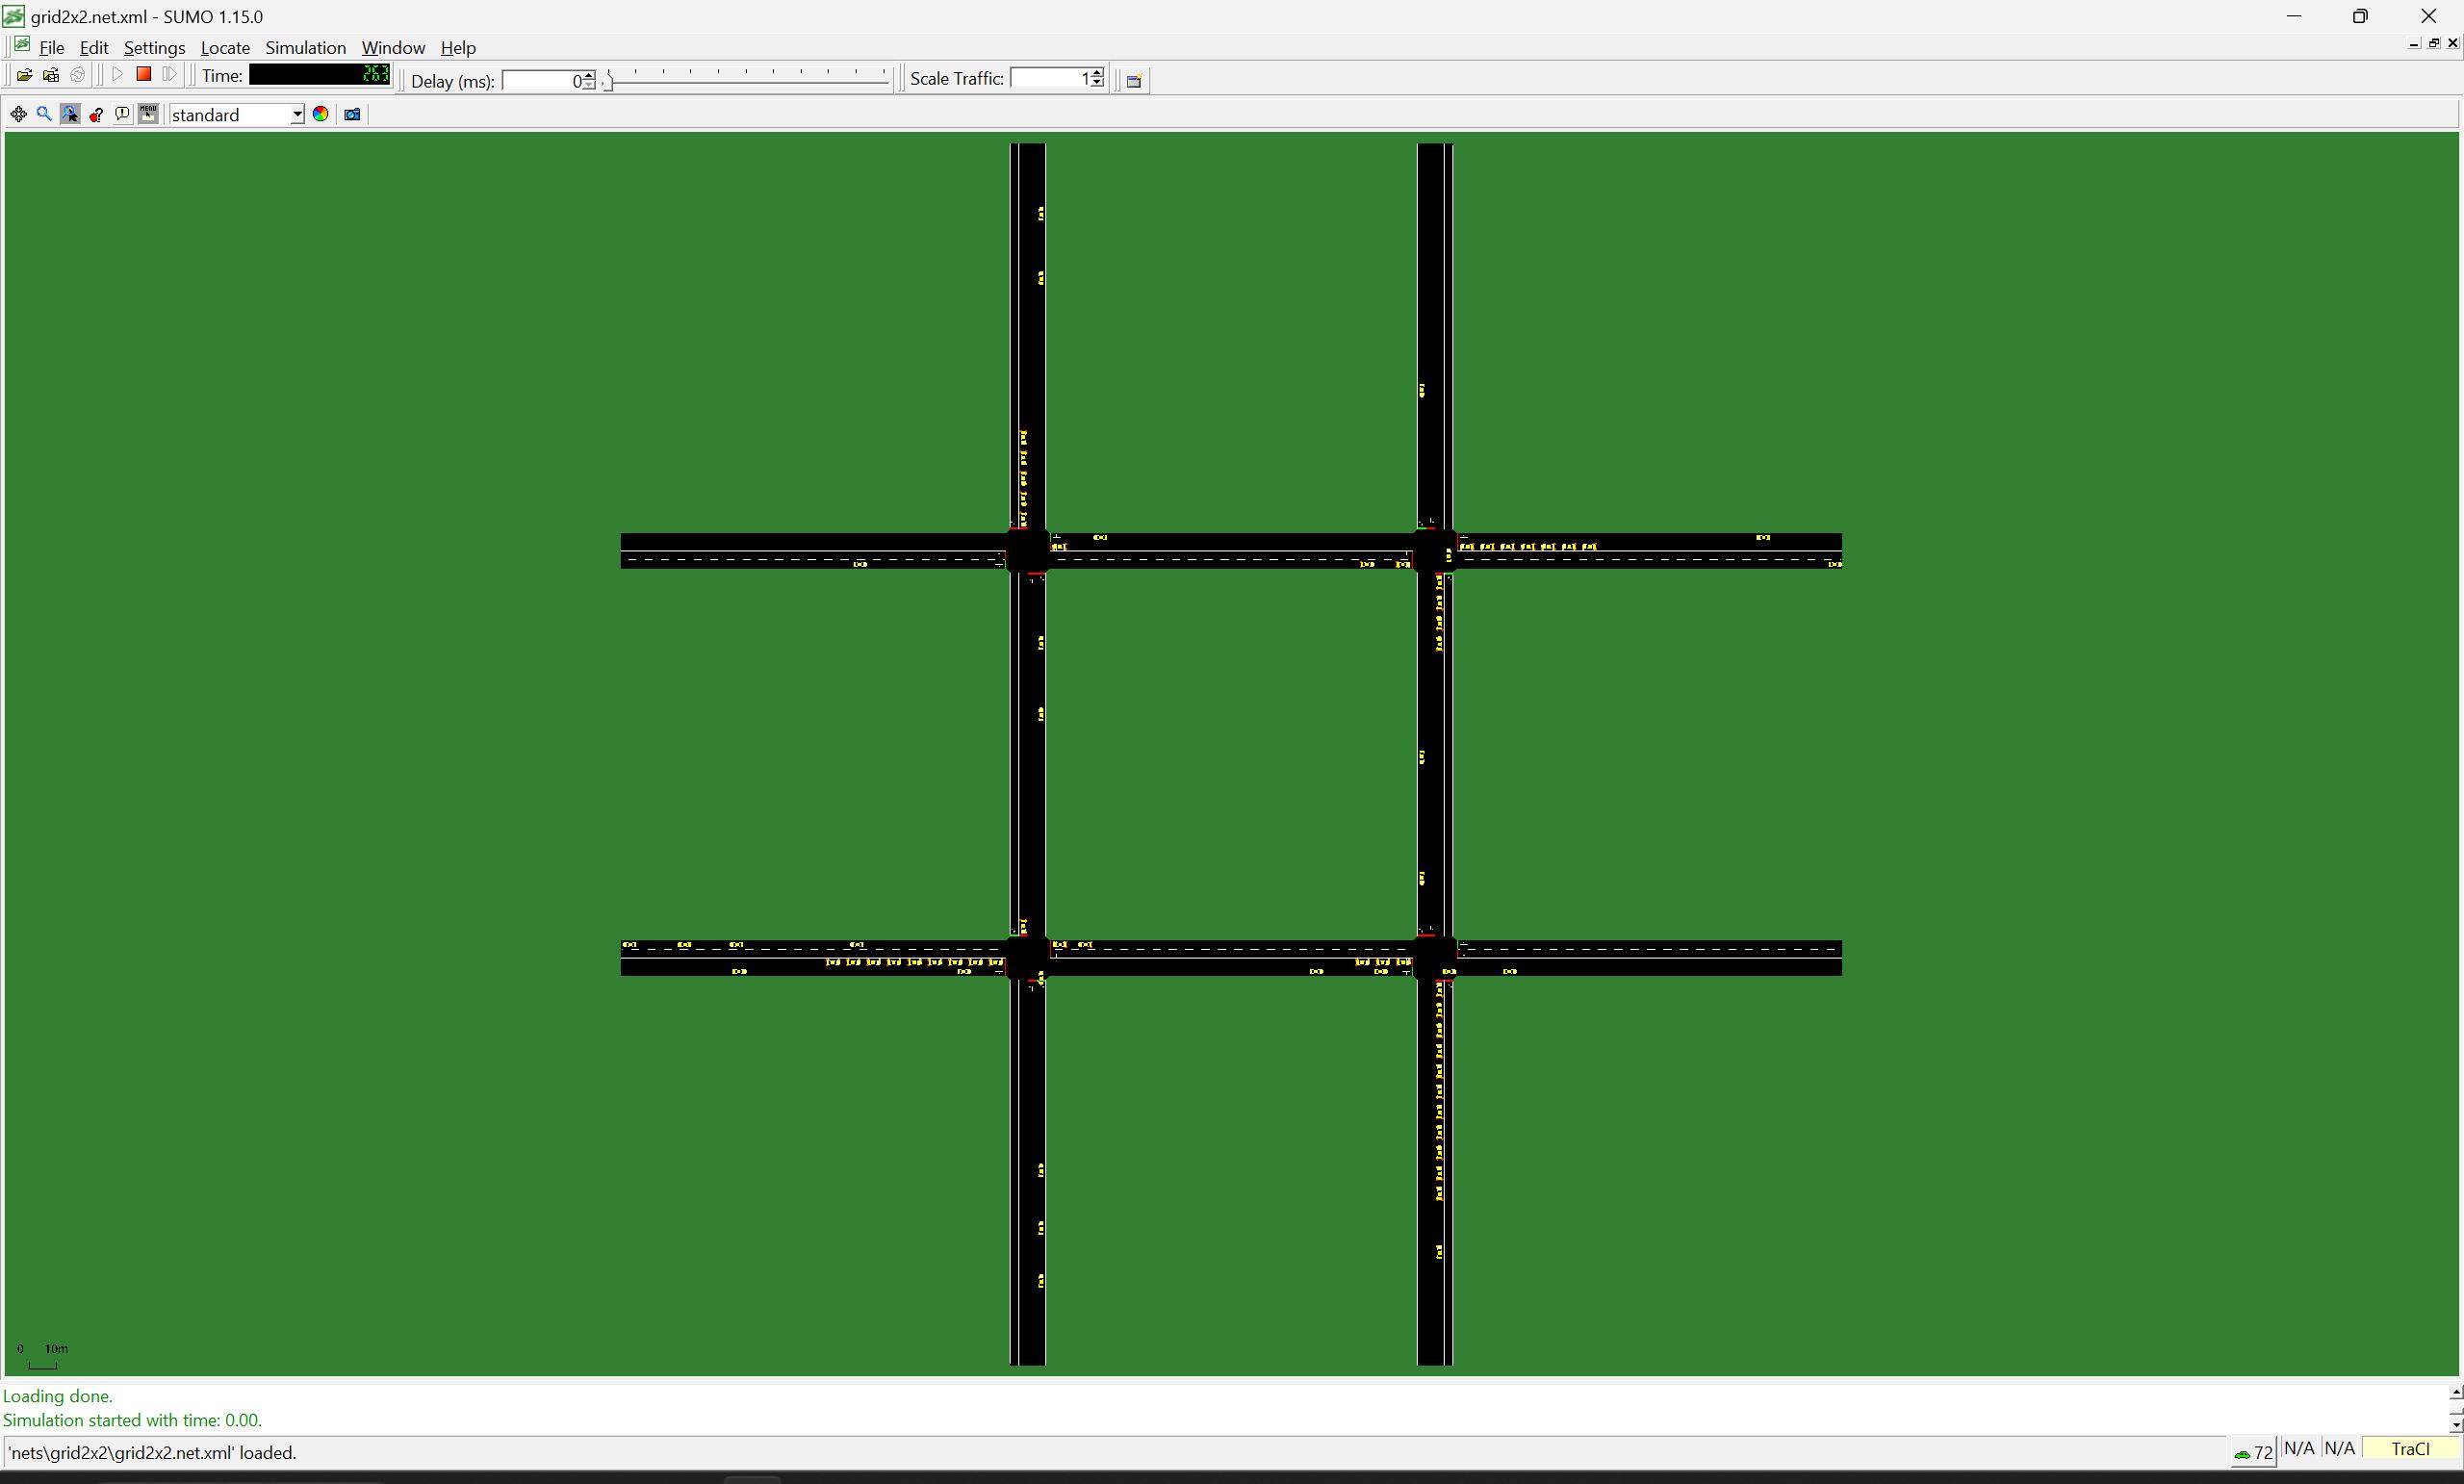 grid2x2.net.xml - SUMO 1.15.0
File Edit Settings Locate Simulation Window Help
Time: 263 Delay (ms): 0 Scale Traffic: 1
MENU standard
0 10m
Loading done.
Simulation started with time: 0.00.
'nets\grid2x2\grid2x2.net.xml' loaded. 72 N/A N/A TraCI